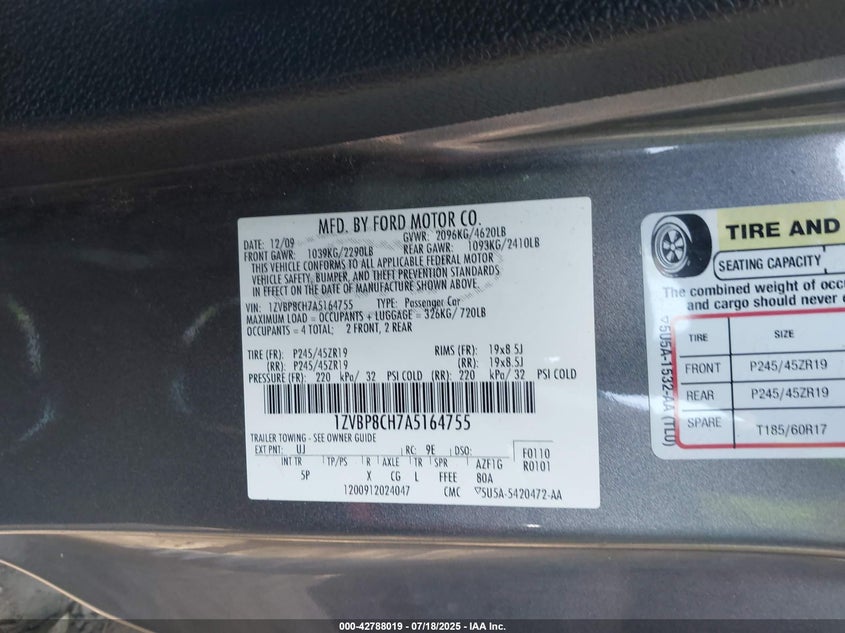 MFD. BY FORD MOTOR CO.
DATE: 12/09 GVWR: 2096KG/4620LB
FRONT GAWR: 1039KG/2290LB REAR GAWR: 1093KG/2410LB
THIS VEHICLE CONFORMS TO ALL APPLICABLE FEDERAL MOTOR
VEHICLE SAFETY, BUMPER, AND THEFT PREVENTION STANDARDS
IN EFFECT ON THE DATE OF MANUFACTURE SHOWN ABOVE.
VIN: 1ZVBP8CH7A5164755 TYPE: Passenger Car
MAXIMUM LOAD = OCCUPANTS + LUGGAGE = 326KG/ 720LB
OCCUPANTS = 4 TOTAL; 2 FRONT, 2 REAR
TIRE (FR): P245/45ZR19 RIMS (FR): 19x8.5J
(RR): P245/45ZR19 (RR): 19x8.5J
PRESSURE (FR): 220 kPa/ 32 PSI COLD (RR): 220 kPa/ 32 PSI COLD
1ZVBP8CH7A5164755
TRAILER TOWING - SEE OWNER GUIDE
EXT PNT: UJ RC: 9E DSO: F0110
INT TR TP/PS R AXLE TR SPR AZF1G R0101
5P X CG L FFEE 80A
1200912024047 CMC ▽5U5A-5420472-AA
TIRE AND
SEATING CAPACITY
The combined weight of occu
and cargo should never e
▽5U5A-1532-AA (TLU)
TIRE SIZE
FRONT P245/45ZR19
REAR P245/45ZR19
SPARE T185/60R17
000-42788019 / 07/18/2025 - IAA Inc.